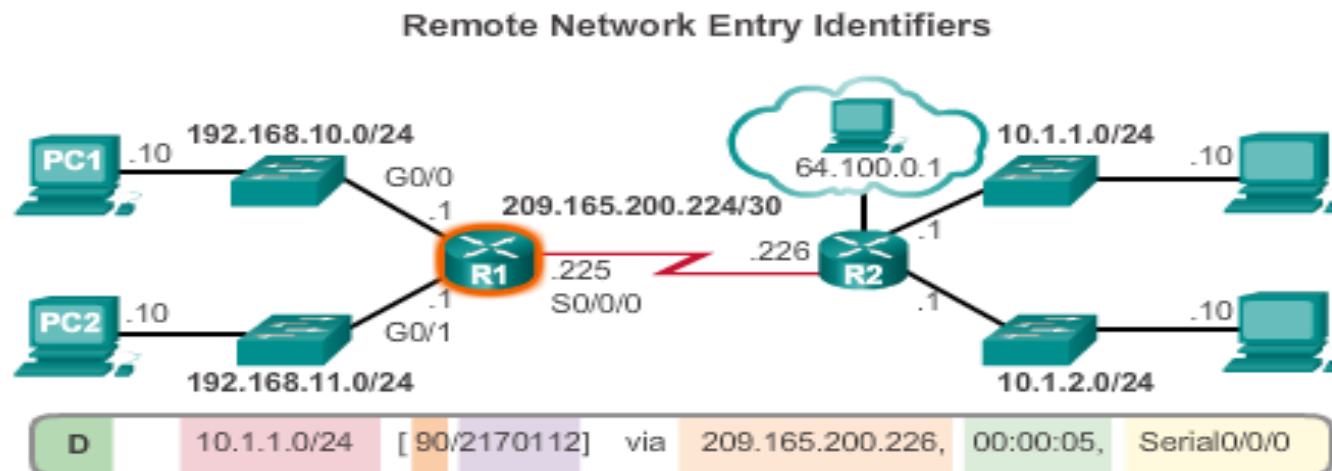 Remote Network Entry Identifiers
192.168.10.0/24
10.1.1.0/24
PC1
.10
G0/0
64.100.0.1
.10
.1
209.165.200.224/30
.1
R1
.225
.226
R2
S0/0/0
PC2
.10
.1
G0/1
.1
.10
192.168.11.0/24
10.1.2.0/24
D 10.1.1.0/24 [ 90/2170112] via 209.165.200.226, 00:00:05, Serial0/0/0